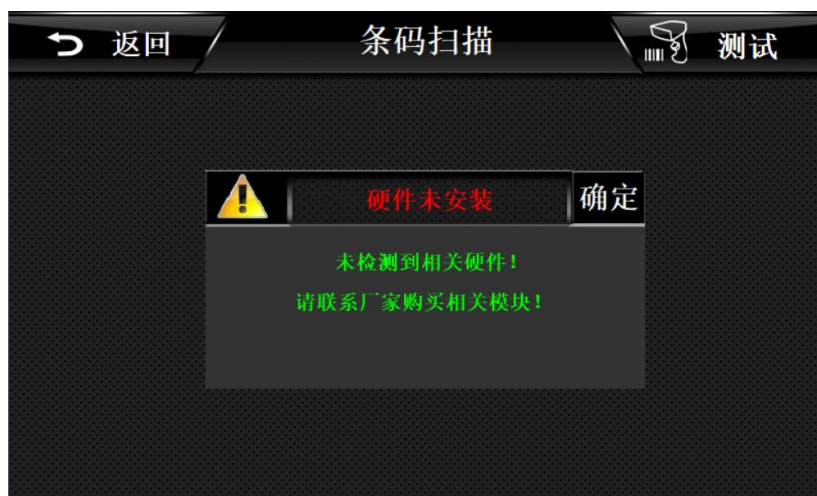 返回
条码扫描
测试
硬件未安装
确定
未检测到相关硬件！
请联系厂家购买相关模块！